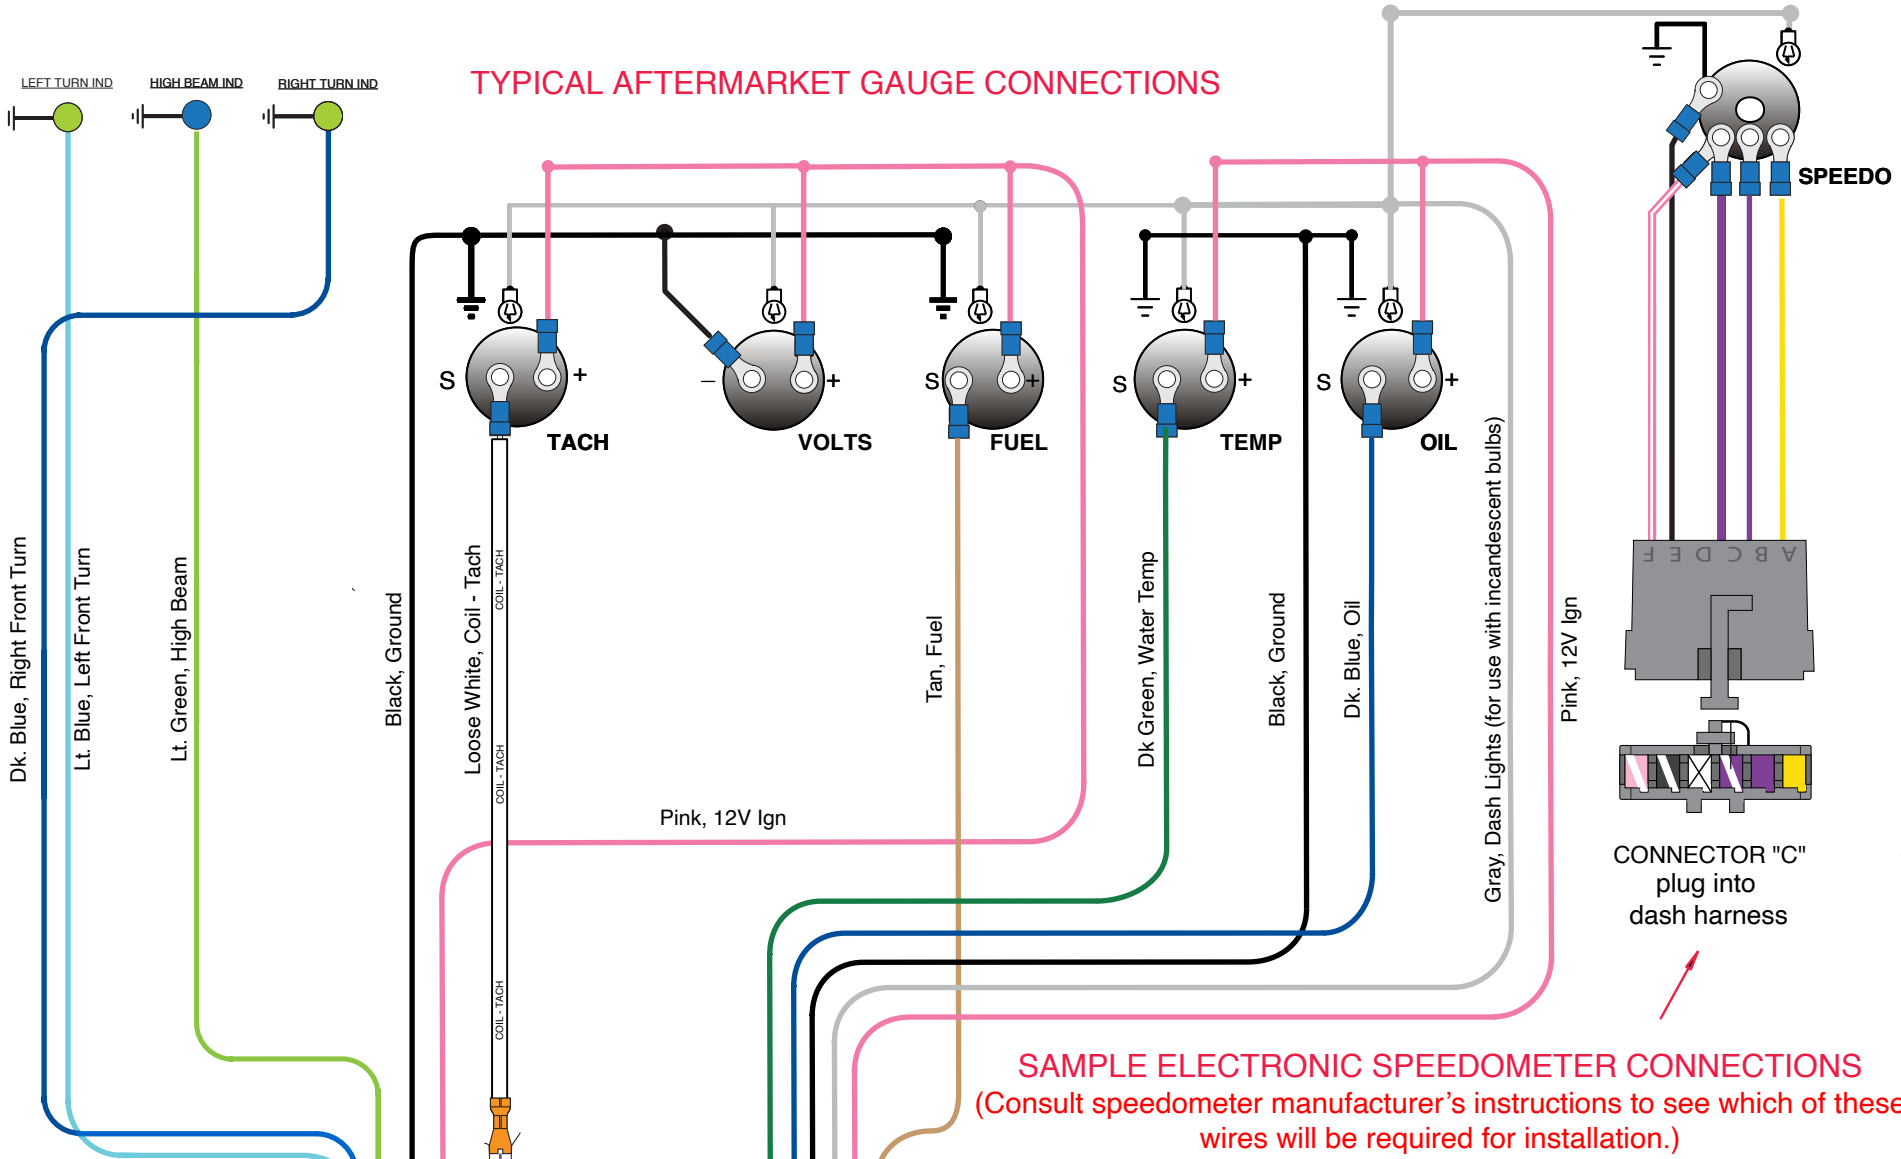 TYPICAL AFTERMARKET GAUGE CONNECTIONS
LEFT TURN IND
HIGH BEAM IND
RIGHT TURN IND
SPEEDO
S
+
TACH
–
+
VOLTS
S
+
FUEL
S
+
TEMP
S
+
OIL
Dk. Blue, Right Front Turn
Lt. Blue, Left Front Turn
Lt. Green, High Beam
Black, Ground
Loose White, Coil - Tach
COIL - TACH
COIL - TACH
COIL - TACH
Pink, 12V Ign
Tan, Fuel
Dk Green, Water Temp
Black, Ground
Dk. Blue, Oil
Gray, Dash Lights (for use with incandescent bulbs)
Pink, 12V Ign
F E D C B A
CONNECTOR "C"
plug into
dash harness
SAMPLE ELECTRONIC SPEEDOMETER CONNECTIONS
(Consult speedometer manufacturer’s instructions to see which of these
wires will be required for installation.)